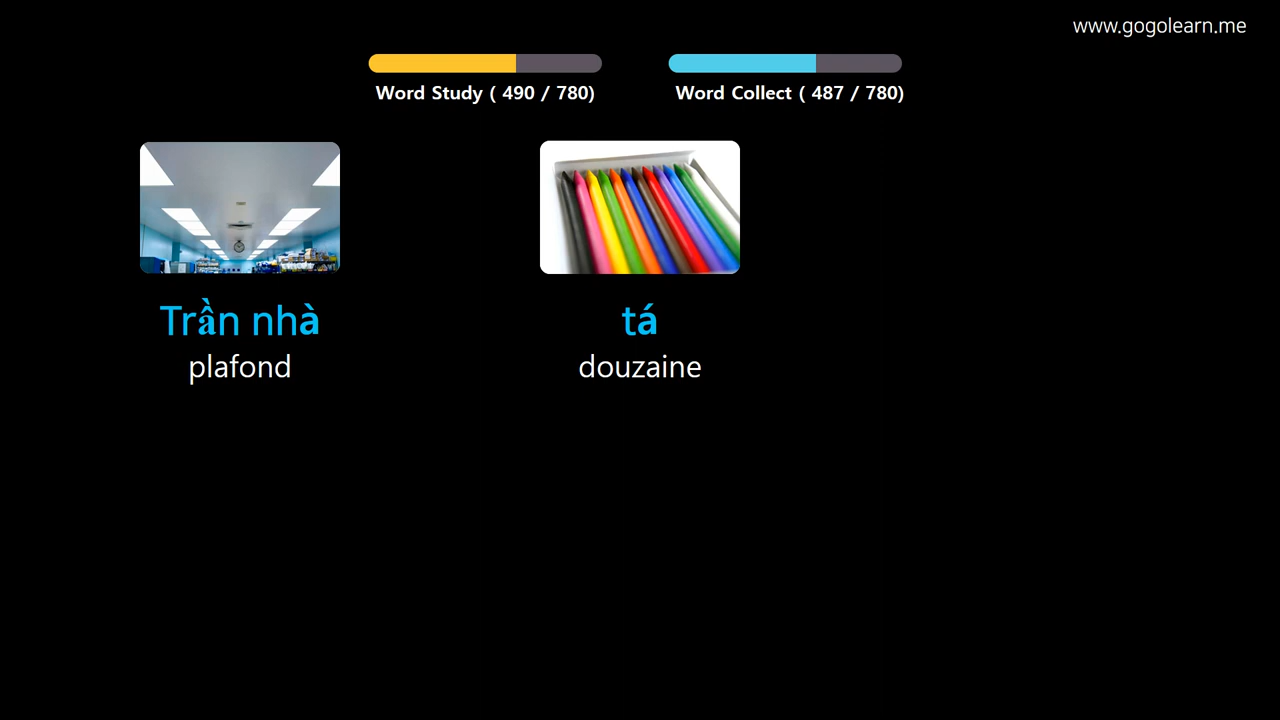 www.gogolearn.me
Word Study ( 490 / 780)
Word Collect ( 487 / 780)
Trần nhà
plafond
tá
douzaine